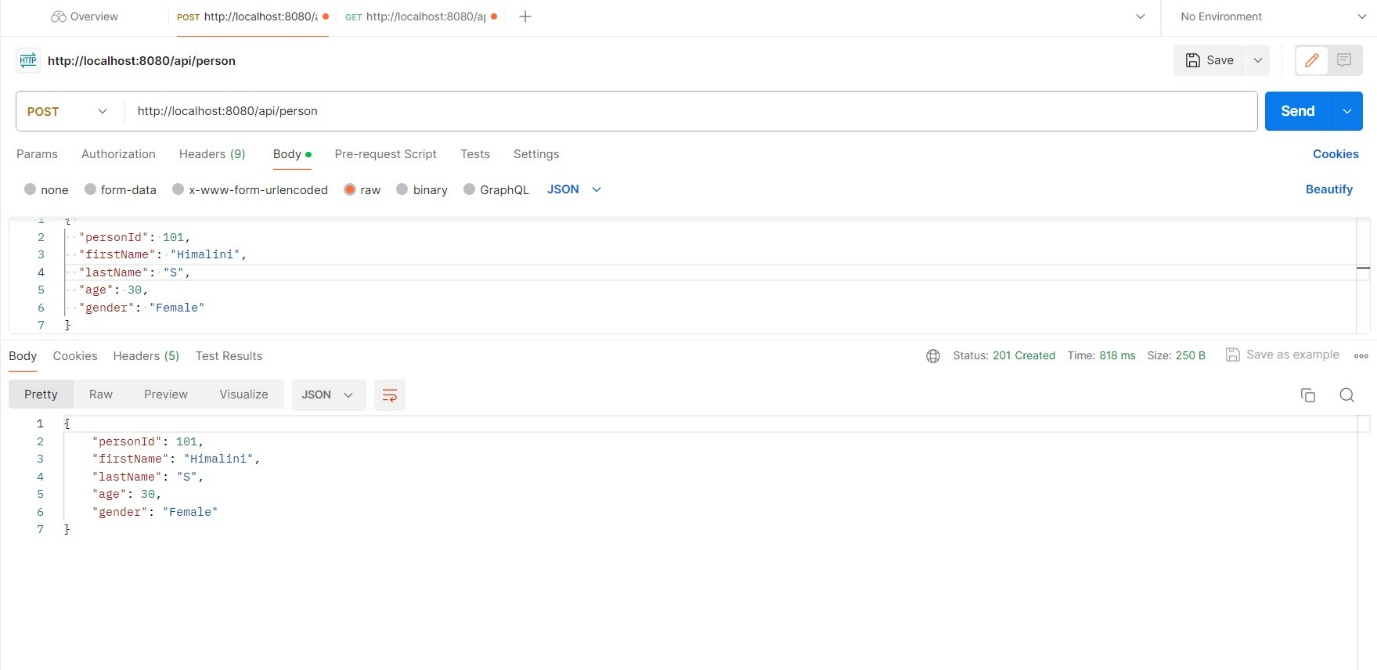 Overview POST http://localhost:8080/a GET http://localhost:8080/ap No Environment
HTTP http://localhost:8080/api/person Save
POST http://localhost:8080/api/person Send
Params Authorization Headers (9) Body Pre-request Script Tests Settings Cookies
none form-data x-www-form-urlencoded raw binary GraphQL JSON Beautify
1 {
2 "personId": 101,
3 "firstName": "Himalini",
4 "lastName": "S",
5 "age": 30,
6 "gender": "Female"
7 }
Body Cookies Headers (5) Test Results Status: 201 Created Time: 818 ms Size: 250 B Save as example
Pretty Raw Preview Visualize JSON
1 {
2 "personId": 101,
3 "firstName": "Himalini",
4 "lastName": "S",
5 "age": 30,
6 "gender": "Female"
7 }